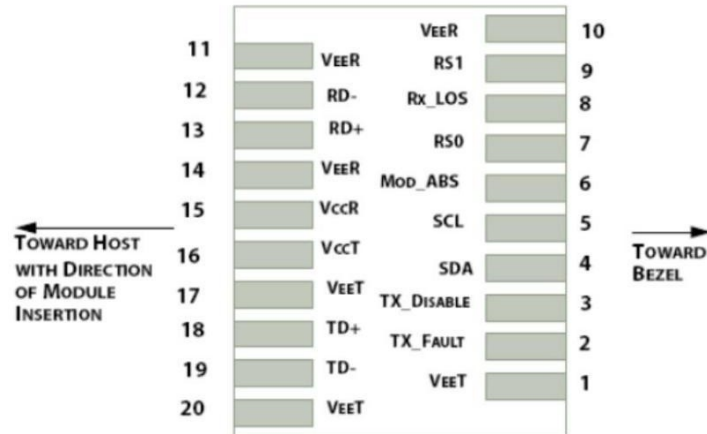 11 VEER
12 RD-
13 RD+
14 VEER
15 VCCR
16 VCCT
17 VEET
18 TD+
19 TD-
20 VEET
VEER 10
RS1 9
RX_LOS 8
RS0 7
MOD_ABS 6
SCL 5
SDA 4
TX_DISABLE 3
TX_FAULT 2
VEET 1
TOWARD HOST
WITH DIRECTION
OF MODULE
INSERTION
TOWARD
BEZEL